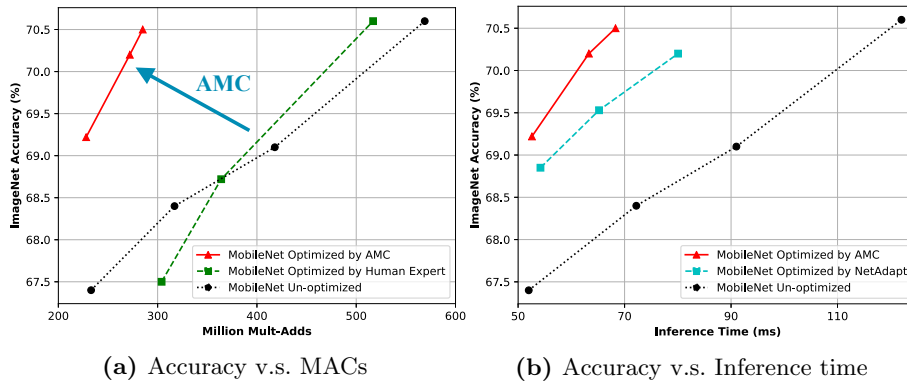 70.5
70.0
69.5
69.0
68.5
68.0
67.5
ImageNet Accuracy (%)
AMC
MobileNet Optimized by AMC
MobileNet Optimized by Human Expert
MobileNet Un-optimized
200 300 400 500 600
Million Mult-Adds
(a) Accuracy v.s. MACs
70.5
70.0
69.5
69.0
68.5
68.0
67.5
ImageNet Accuracy (%)
MobileNet Optimized by AMC
MobileNet Optimized by NetAdapt
MobileNet Un-optimized
50 70 90 110
Inference Time (ms)
(b) Accuracy v.s. Inference time